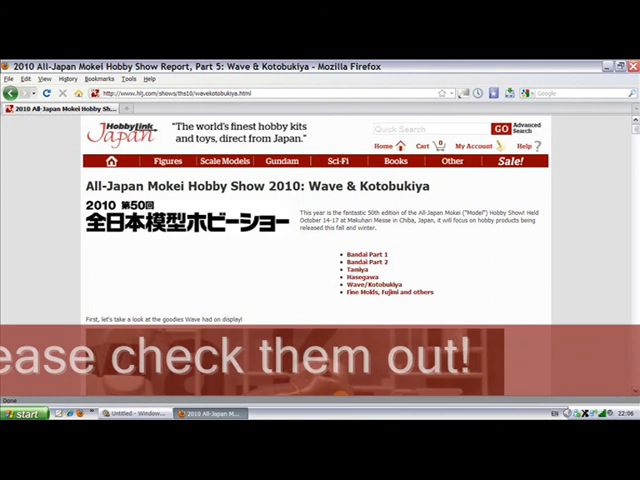 2010 All-Japan Mokei Hobby Show Report, Part 5: Wave & Kotobukiya - Mozilla Firefox
File Edit View History Bookmarks Tools Help
http://www.hlj.com/shows/ths10/wavekotobukiya.html
Google
2010 All-Japan Mokei Hobby Sh...
HobbyLink Japan
"The world's finest hobby kits and toys, direct from Japan."
Quick Search GO Advanced Search
Home Cart 0 My Account Help ?
Figures Scale Models Gundam Sci-Fi Books Other Sale!
All-Japan Mokei Hobby Show 2010: Wave & Kotobukiya
2010 第50回
全日本模型ホビーショー
This year is the fantastic 50th edition of the All-Japan Mokei ("Model") Hobby Show! Held
October 14-17 at Makuhari Messe in Chiba, Japan, it will focus on hobby products being
released this fall and winter.
Bandai Part 1
Bandai Part 2
Tamiya
Hasegawa
Wave/Kotobukiya
Fine Molds, Fujimi and others
First, let's take a look at the goodies Wave had on display!
ease check them out!
Done
start Untitled - Window... 2010 All-Japan M... EN 22:06